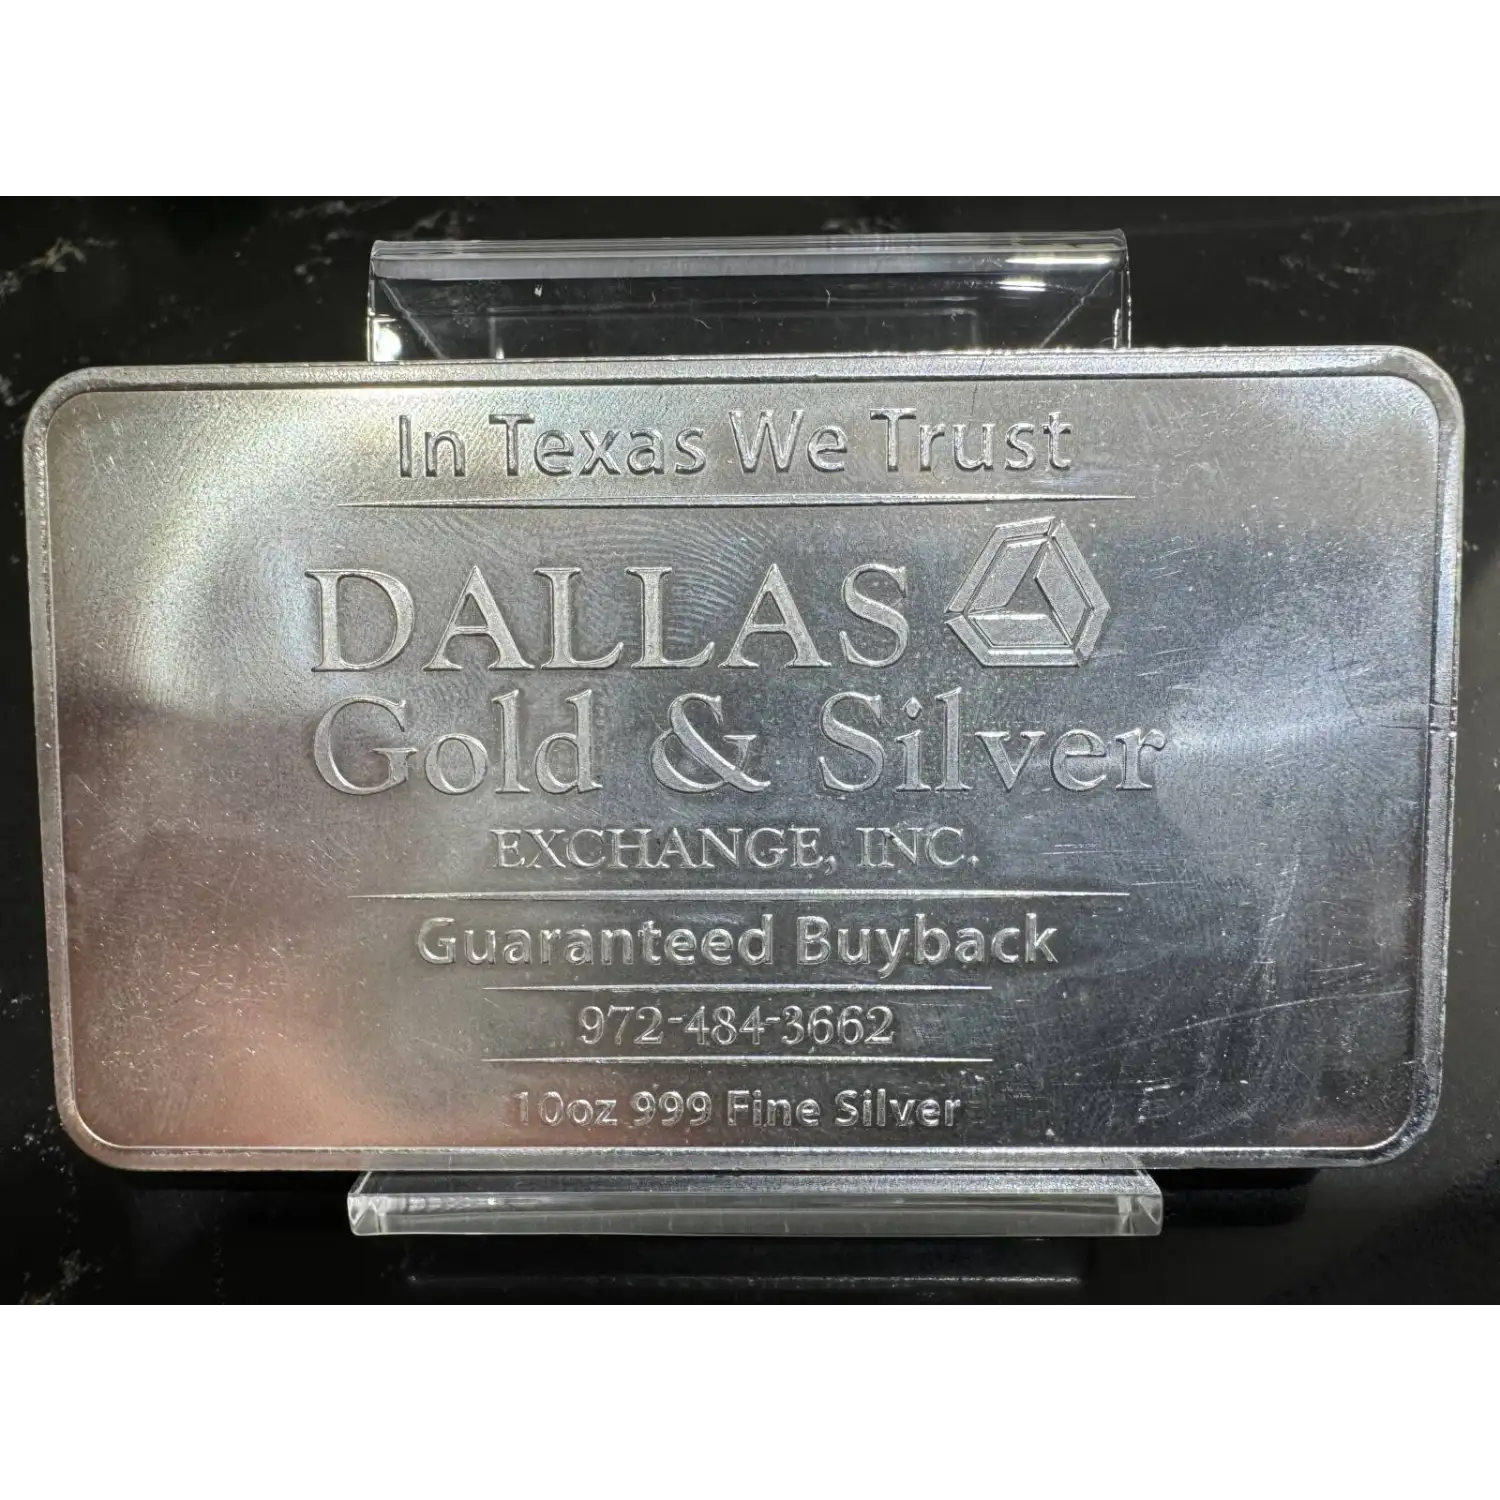 In Texas We Trust
DALLAS
Gold & Silver
EXCHANGE, INC.
Guaranteed Buyback
972-484-3662
10oz 999 Fine Silver